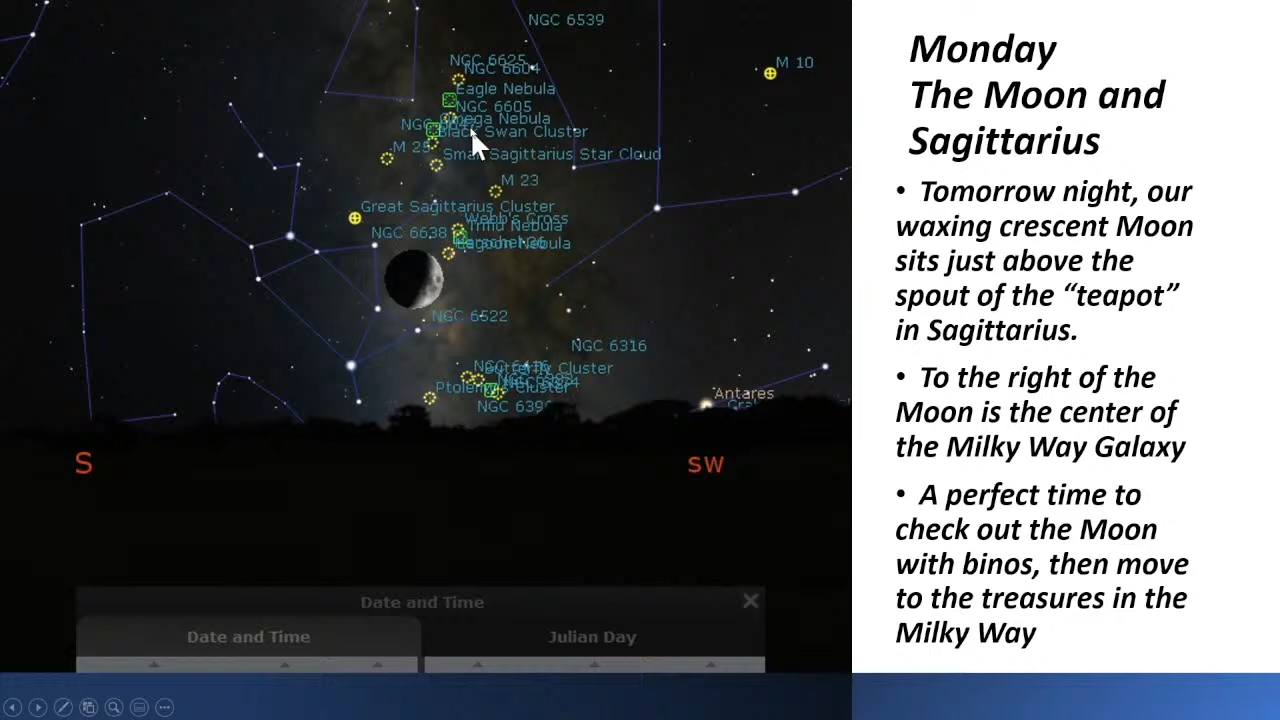 NGC 6539
NGC 6625
NGC 6604
M 10
Eagle Nebula
NGC 6605
Omega Nebula
Black Swan Cluster
M 25
Small Sagittarius Star Cloud
M 23
Great Sagittarius Cluster
Webb's Cross
Trifid Nebula
NGC 6638
Lagoon Nebula
NGC 6522
NGC 6316
NGC 6416
Butterfly Cluster
Ptolemy's Cluster
Antares
S
SW
Date and Time
Date and Time
Julian Day
Monday
The Moon and
Sagittarius
• Tomorrow night, our
waxing crescent Moon
sits just above the
spout of the “teapot”
in Sagittarius.
• To the right of the
Moon is the center of
the Milky Way Galaxy
• A perfect time to
check out the Moon
with binos, then move
to the treasures in the
Milky Way